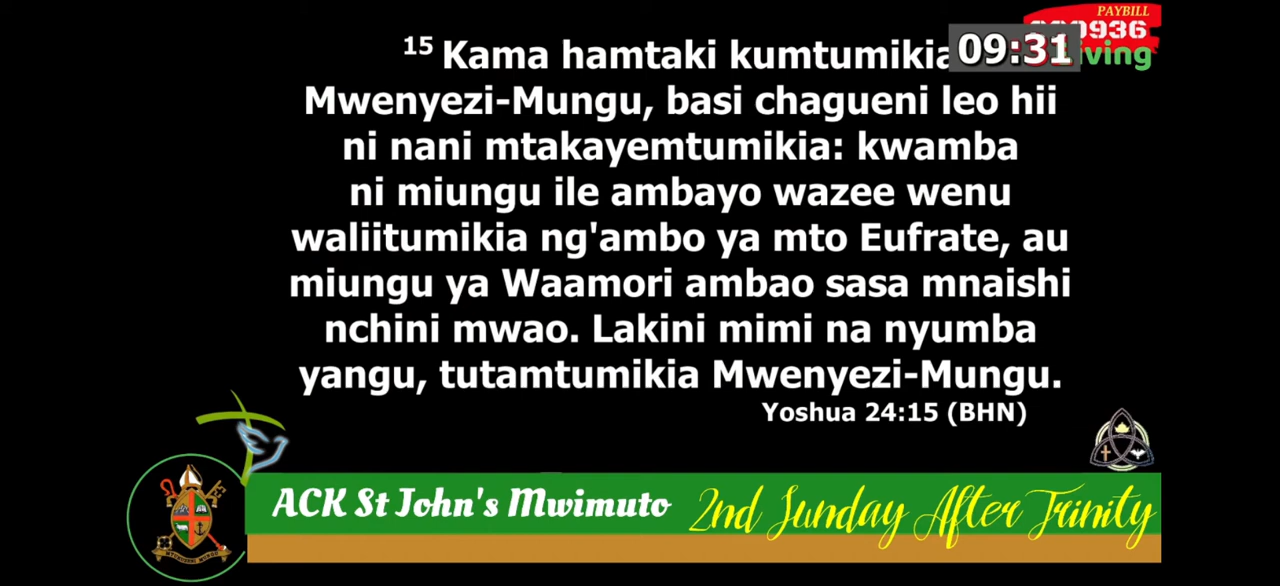 PAYBILL
0936
09:31
15 Kama hamtaki kumtumikia
ving
Mwenyezi-Mungu, basi chagueni leo hii
ni nani mtakayemtumikia: kwamba
ni miungu ile ambayo wazee wenu
waliitumikia ng'ambo ya mto Eufrate, au
miungu ya Waamori ambao sasa mnaishi
nchini mwao. Lakini mimi na nyumba
yangu, tutamtumikia Mwenyezi-Mungu.
Yoshua 24:15 (BHN)
ACK St John's Mwimuto
2nd Sunday After Trinity